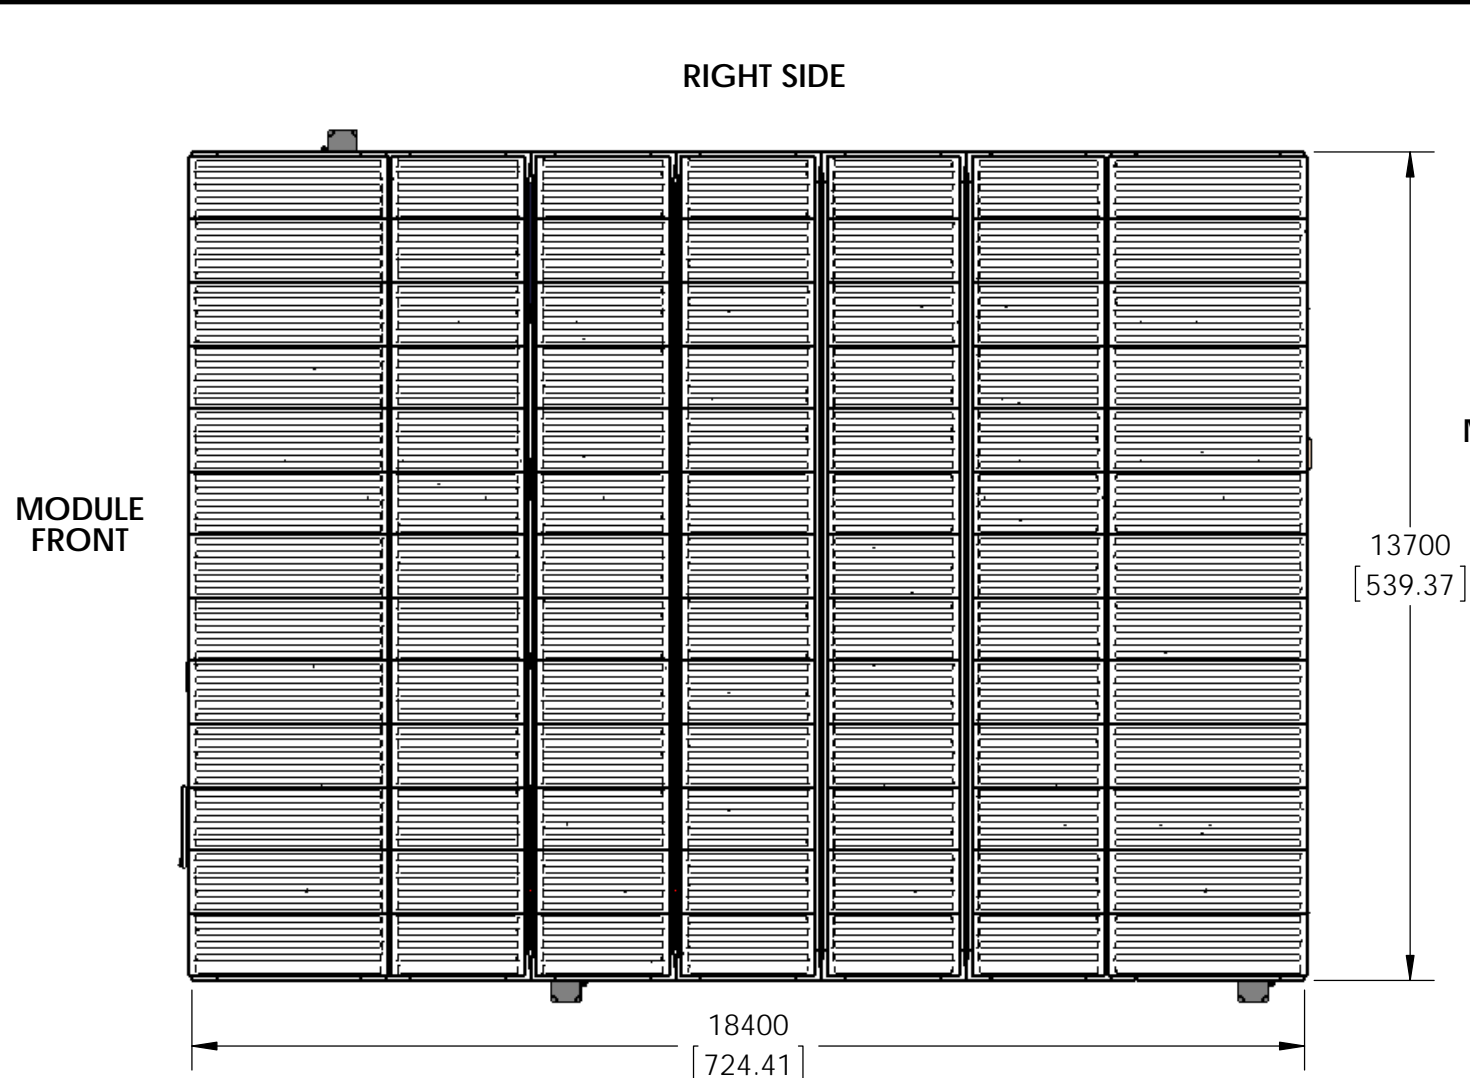 RIGHT SIDE
MODULE
FRONT
13700
[539.37]
18400
[724.41]